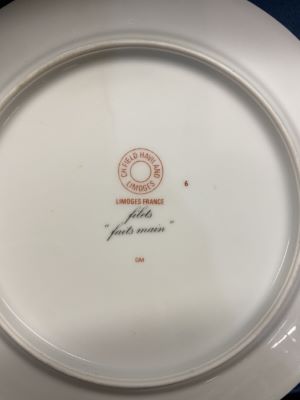 CH FIELD HAVILAND
LIMOGES
6
LIMOGES FRANCE
filets
"faits main"
GM